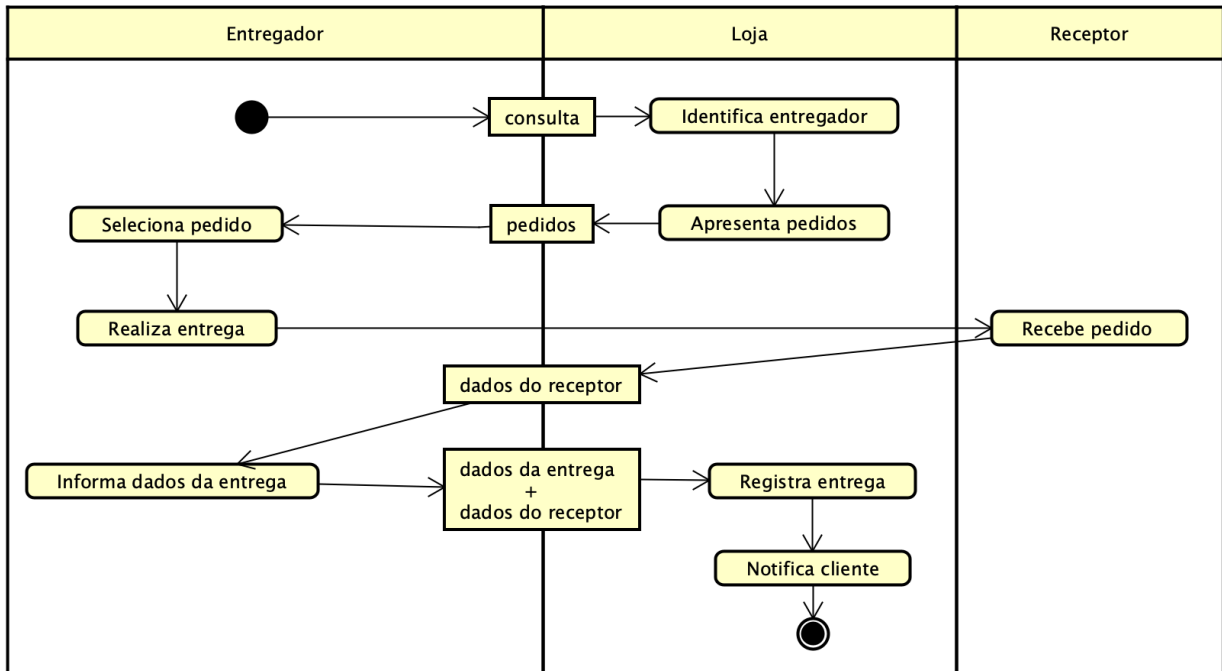 Entregador
Loja
Receptor
consulta
Identifica entregador
Seleciona pedido
pedidos
Apresenta pedidos
Realiza entrega
Recebe pedido
dados do receptor
Informa dados da entrega
dados da entrega
+
dados do receptor
Registra entrega
Notifica cliente